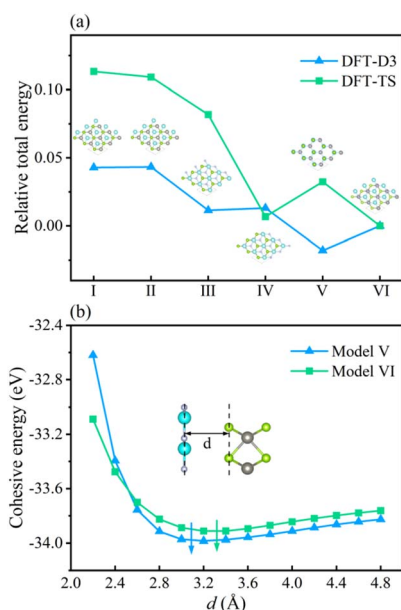 (a)
DFT-D3
DFT-TS
Relative total energy
0.10
0.05
0.00
I II III IV V VI
(b)
Model V
Model VI
Cohesive energy (eV)
-32.4
-32.8
-33.2
-33.6
-34.0
d
2.0 2.4 2.8 3.2 3.6 4.0 4.4 4.8
d (Å)